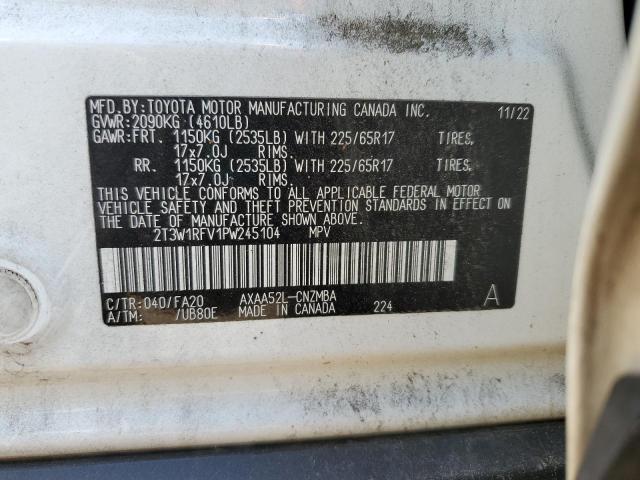 MFD.BY:TOYOTA MOTOR MANUFACTURING CANADA INC. 11/22
GVWR:2090KG (4610LB)
GAWR:FRT. 1150KG (2535LB) WITH 225/65R17 TIRES,
17x7.0J RIMS.
RR. 1150KG (2535LB) WITH 225/65R17 TIRES,
17x7.0J RIMS.
THIS VEHICLE CONFORMS TO ALL APPLICABLE FEDERAL MOTOR
VEHICLE SAFETY AND THEFT PREVENTION STANDARDS IN EFFECT ON
THE DATE OF MANUFACTURE SHOWN ABOVE.
2T3W1RFV1PW245104 MPV
C/TR:040/FA20 AXAA52L-CNZMBA A
A/TM: /UB80E MADE IN CANADA 224